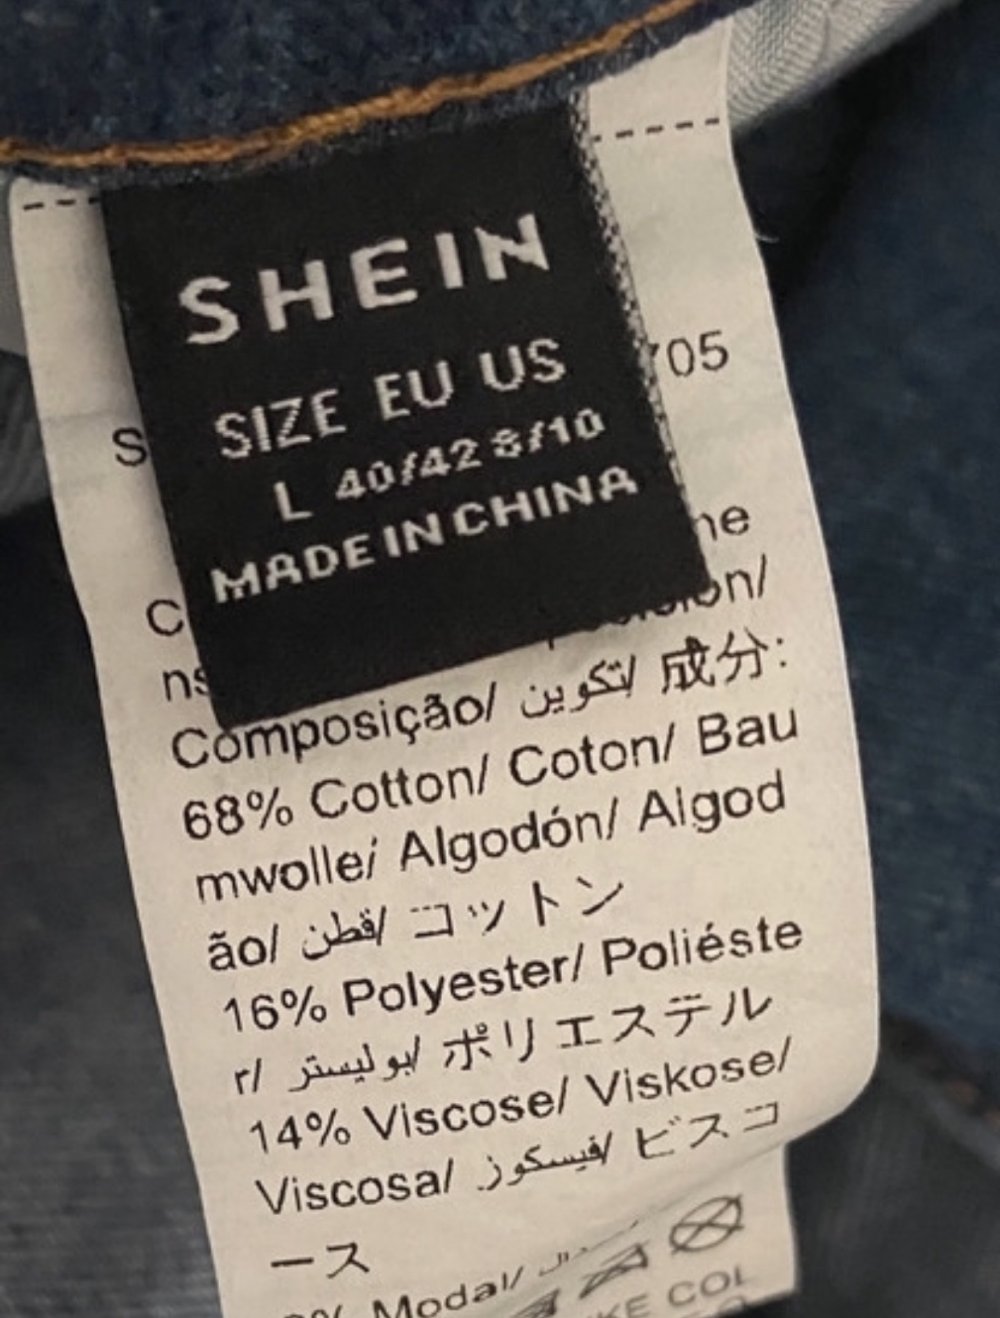 SHEIN
SIZE EU US
L 40/42 8/10
MADE IN CHINA
05
S
Composição/ تكوين/ 成分:
68% Cotton/ Coton/ Bau
mwolle/ Algodón/ Algod
ão/ قطن/ コットン
16% Polyester/ Poliéste
r/ بوليستر/ ポリエステル
14% Viscose/ Viskose/
Viscosa/ فيسكوز/ ビスコ
ース
Modal/
COL